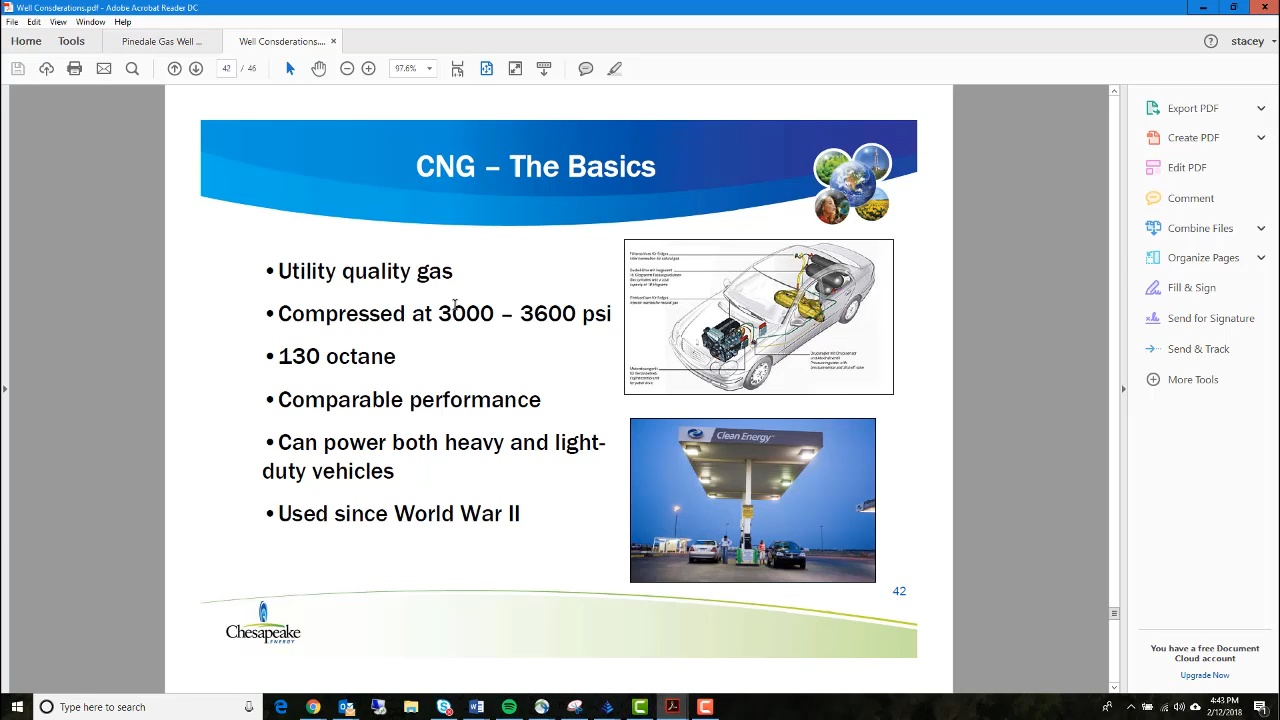 Well Considerations.pdf - Adobe Acrobat Reader DC
File Edit View Window Help
Home Tools Pinedale Gas Well ... Well Considerations.... × stacey
42 / 46 97.6%
CNG – The Basics
•Utility quality gas
•Compressed at 3000 – 3600 psi
•130 octane
•Comparable performance
•Can power both heavy and light-
duty vehicles
•Used since World War II
Clean Energy™
42
Chesapeake
ENERGY
Export PDF
Create PDF
Edit PDF
Comment
Combine Files
Organize Pages
Fill & Sign
Send for Signature
Send & Track
More Tools
You have a free Document
Cloud account
Upgrade Now
Type here to search
4:43 PM
2/12/2018